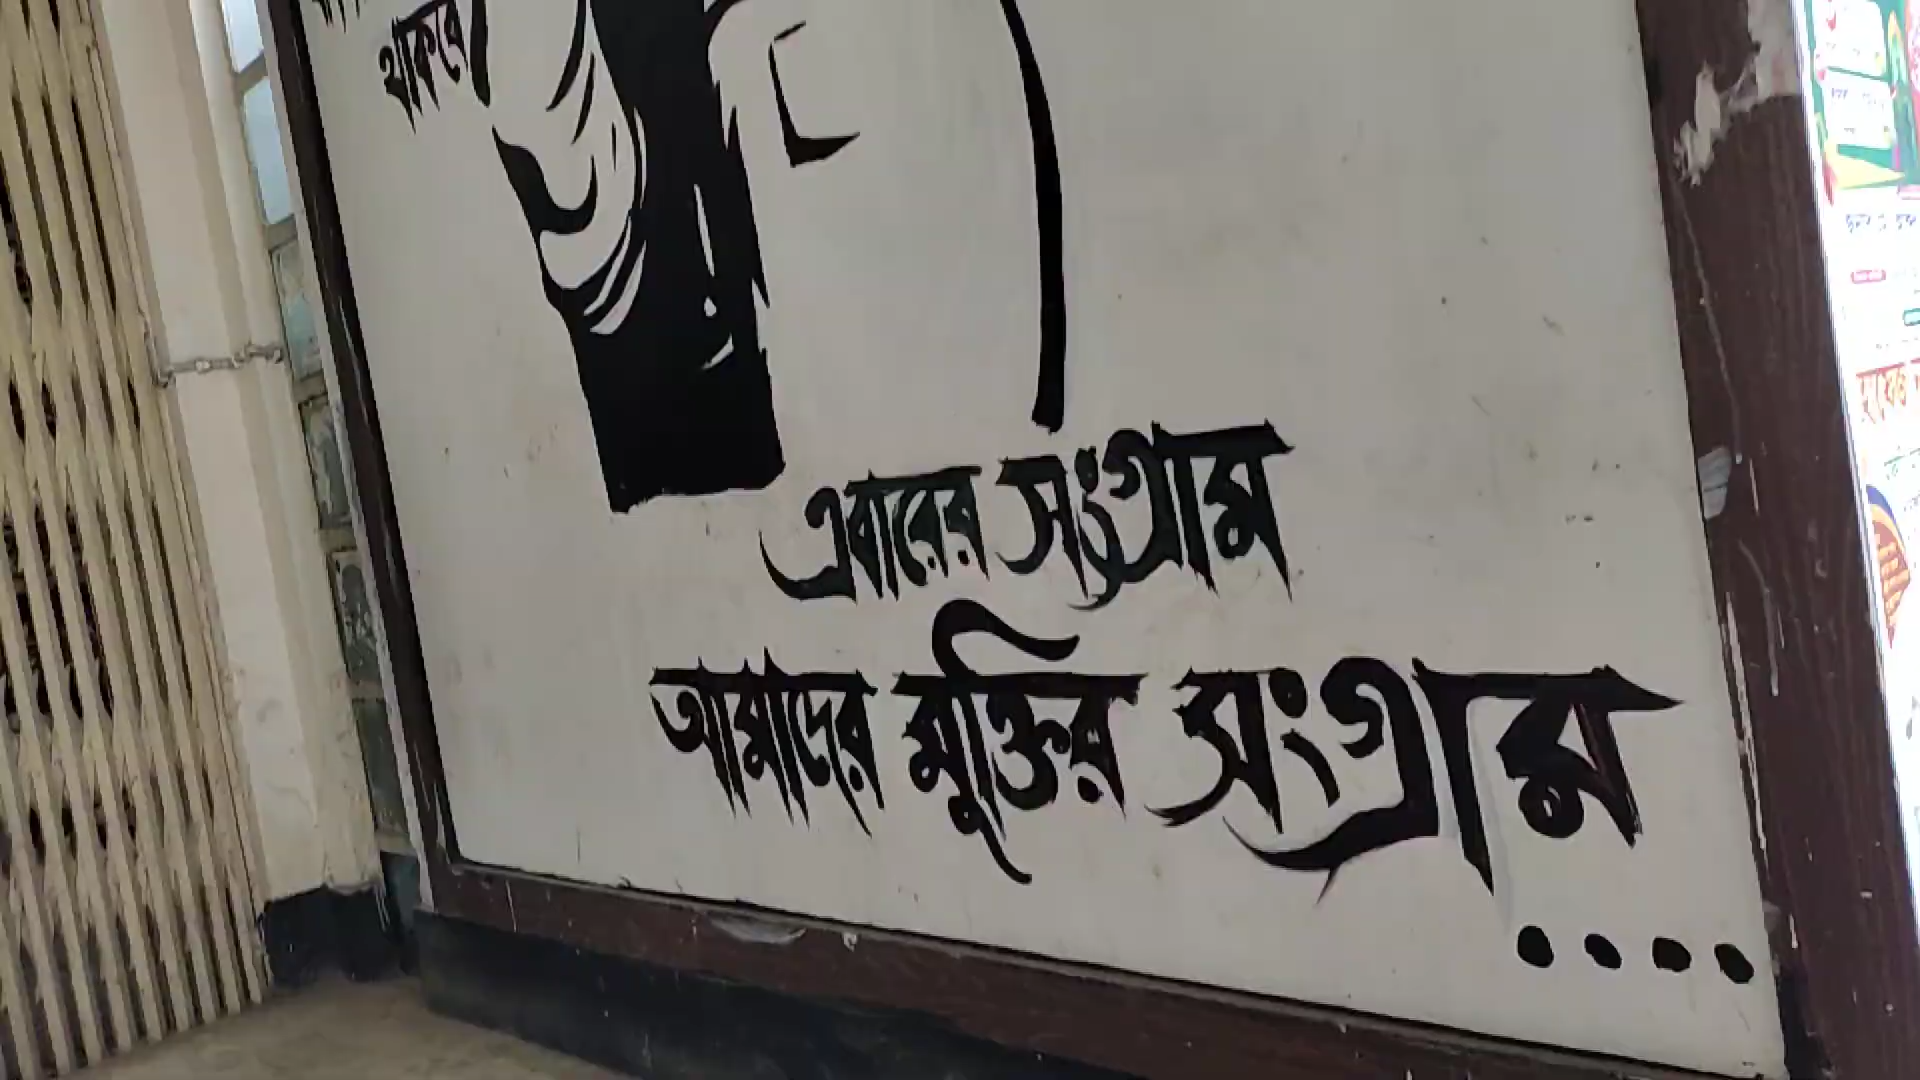 থাকবে
এবারের সংগ্রাম
আমাদের মুক্তির সংগ্রাম
....